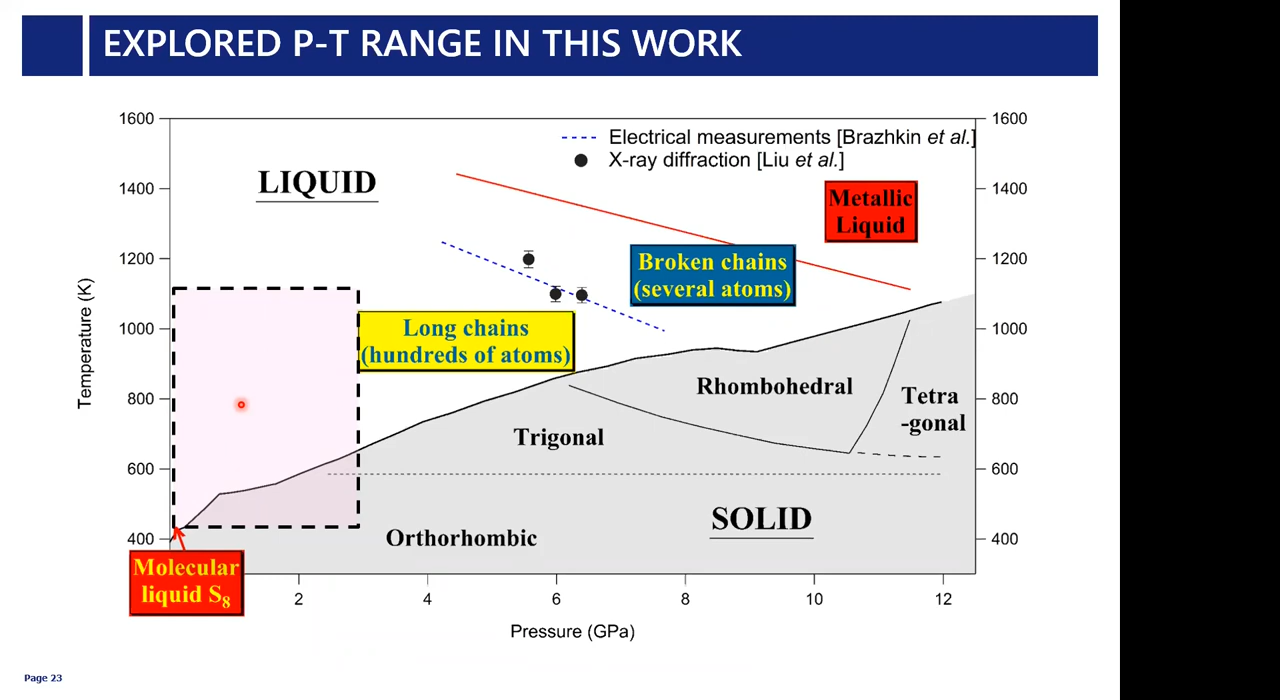 EXPLORED P-T RANGE IN THIS WORK
1600
1400
1200
1000
800
600
400
Temperature (K)
Electrical measurements [Brazhkin et al.]
X-ray diffraction [Liu et al.]
LIQUID
Metallic
Liquid
Broken chains
(several atoms)
Long chains
(hundreds of atoms)
Rhombohedral
Tetra
-gonal
Trigonal
SOLID
Orthorhombic
Molecular
liquid S₈
1600
1400
1200
1000
800
600
400
2 4 6 8 10 12
Pressure (GPa)
Page 23